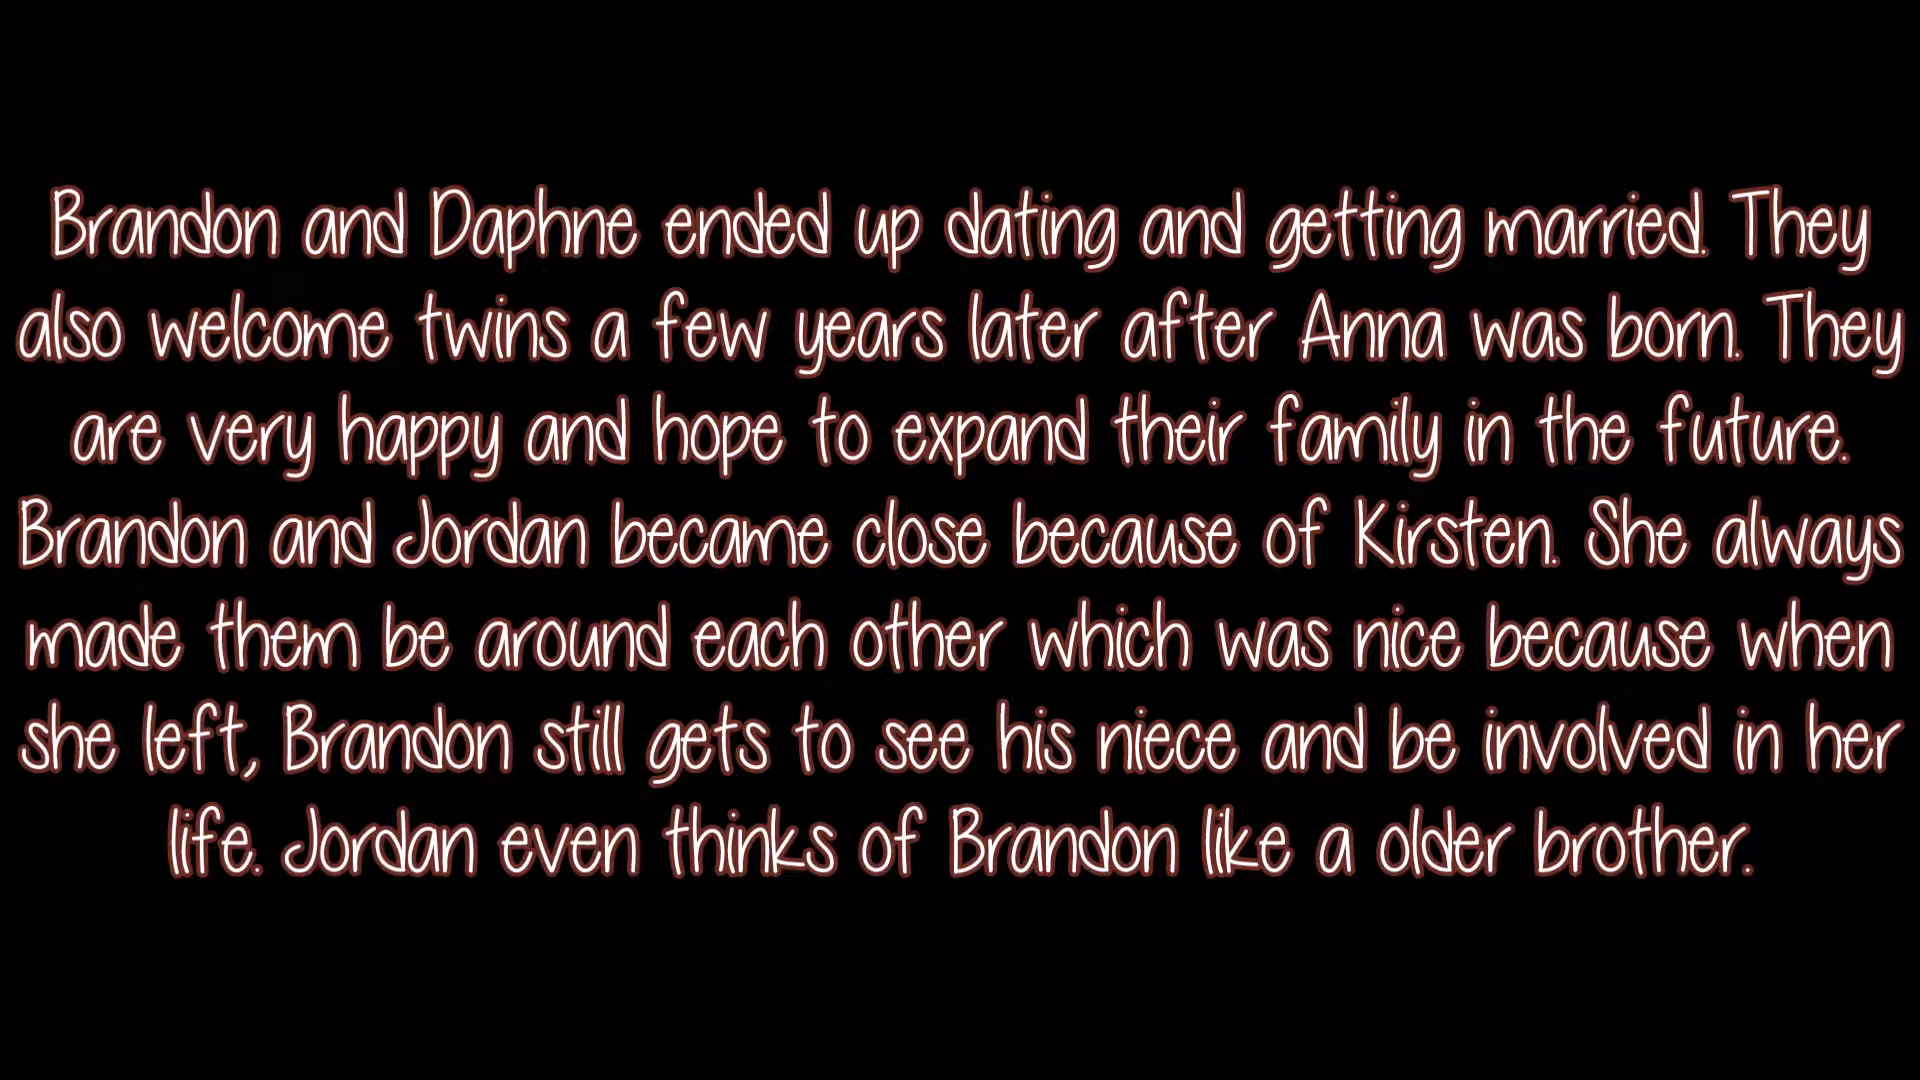 Brandon and Daphne ended up dating and getting married. They
also welcome twins a few years later after Anna was born. They
are very happy and hope to expand their family in the future.
Brandon and Jordan became close because of Kirsten. She always
made them be around each other which was nice because when
she left, Brandon still gets to see his niece and be involved in her
life. Jordan even thinks of Brandon like a older brother.